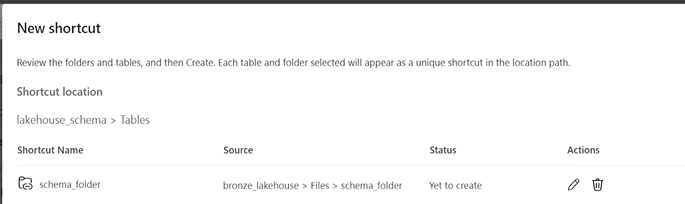 New shortcut
Review the folders and tables, and then Create. Each table and folder selected will appear as a unique shortcut in the location path.
Shortcut location
lakehouse_schema > Tables
Shortcut Name Source Status Actions
schema_folder bronze_lakehouse > Files > schema_folder Yet to create